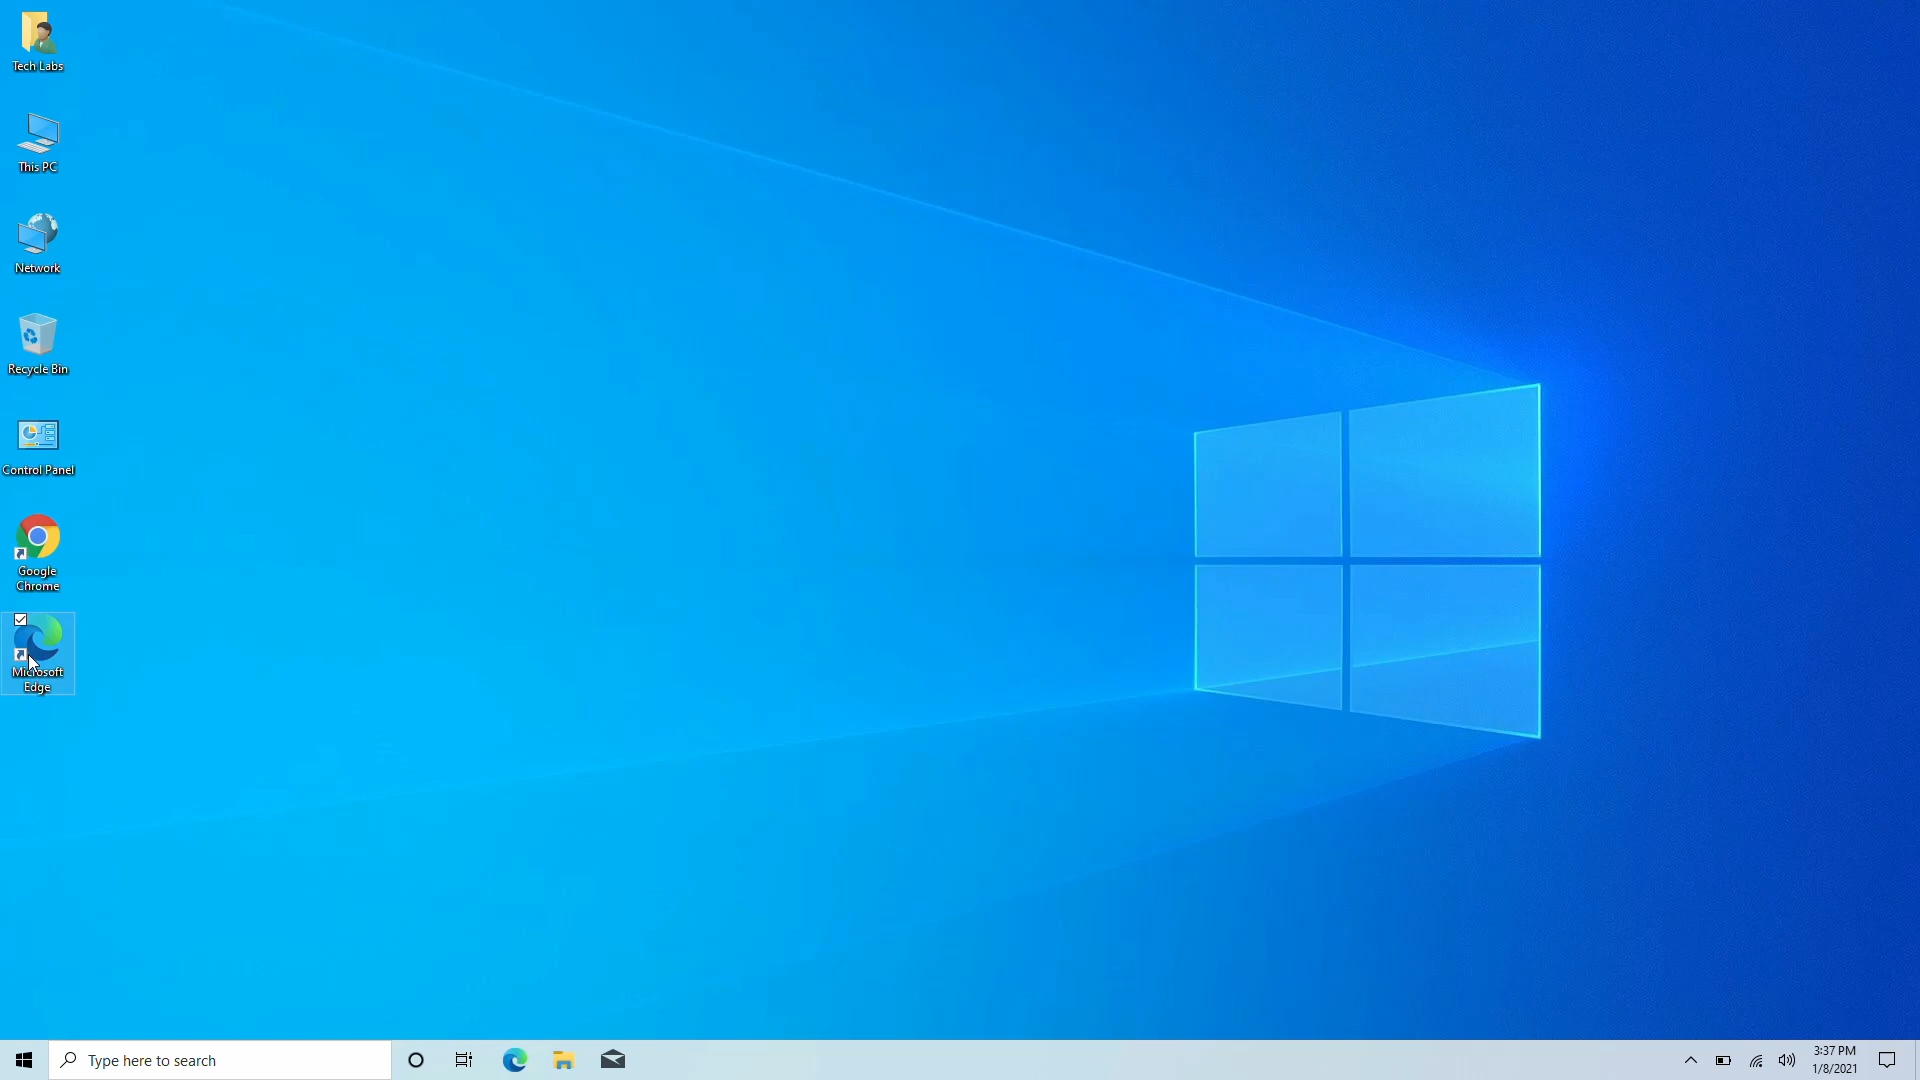 Tech Labs
This PC
Network
Recycle Bin
Control Panel
Google
Chrome
Microsoft
Edge
Type here to search
3:37 PM
1/8/2021